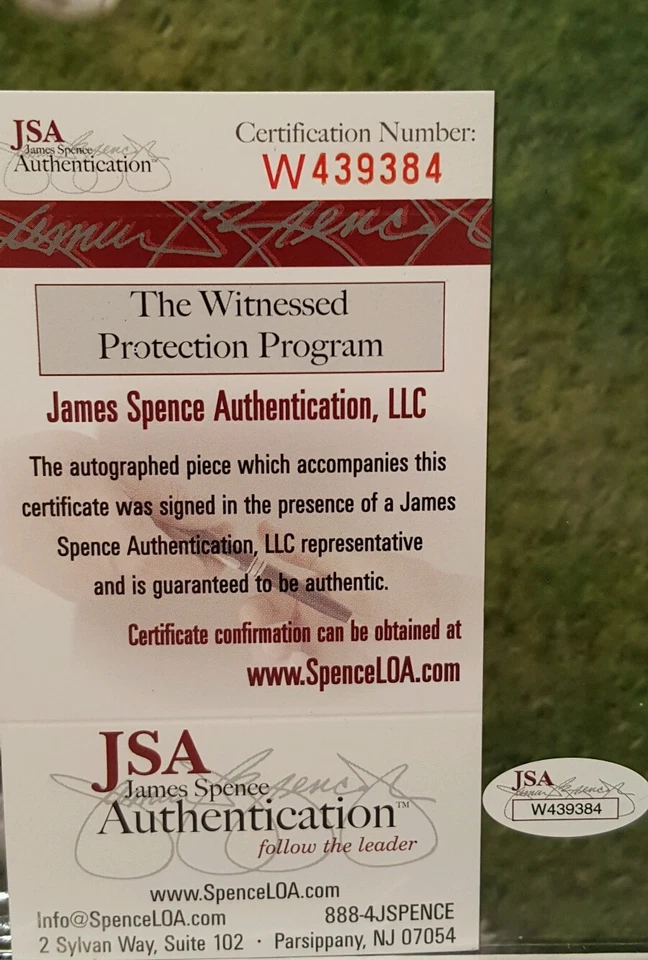 JSA
James Spence
Authentication™
Certification Number:
W439384
James Spence
The Witnessed
Protection Program
James Spence Authentication, LLC
The autographed piece which accompanies this
certificate was signed in the presence of a James
Spence Authentication, LLC representative
and is guaranteed to be authentic.
Certificate confirmation can be obtained at
www.SpenceLOA.com
JSA
James Spence
Authentication™
follow the leader
www.SpenceLOA.com
Info@SpenceLOA.com 888-4JSPENCE
2 Sylvan Way, Suite 102 · Parsippany, NJ 07054
JSA
W439384